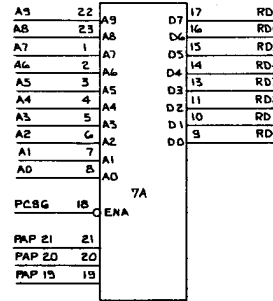 A9 22 A9 D7 17 RD
A8 23 A8 D6 16 RD
A7 1 A7 D5 15 RD
A6 2 A6 D4 14 RD
A5 3 A5 D3 13 RD
A4 4 A4 D2 11 RD
A3 5 A3 D1 10 RD
A2 6 A2 D0 9 RD
A1 7 A1
A0 8 A0
7A
PCB6 18 ENA
PAP 21 21
PAP 20 20
PAP 19 19